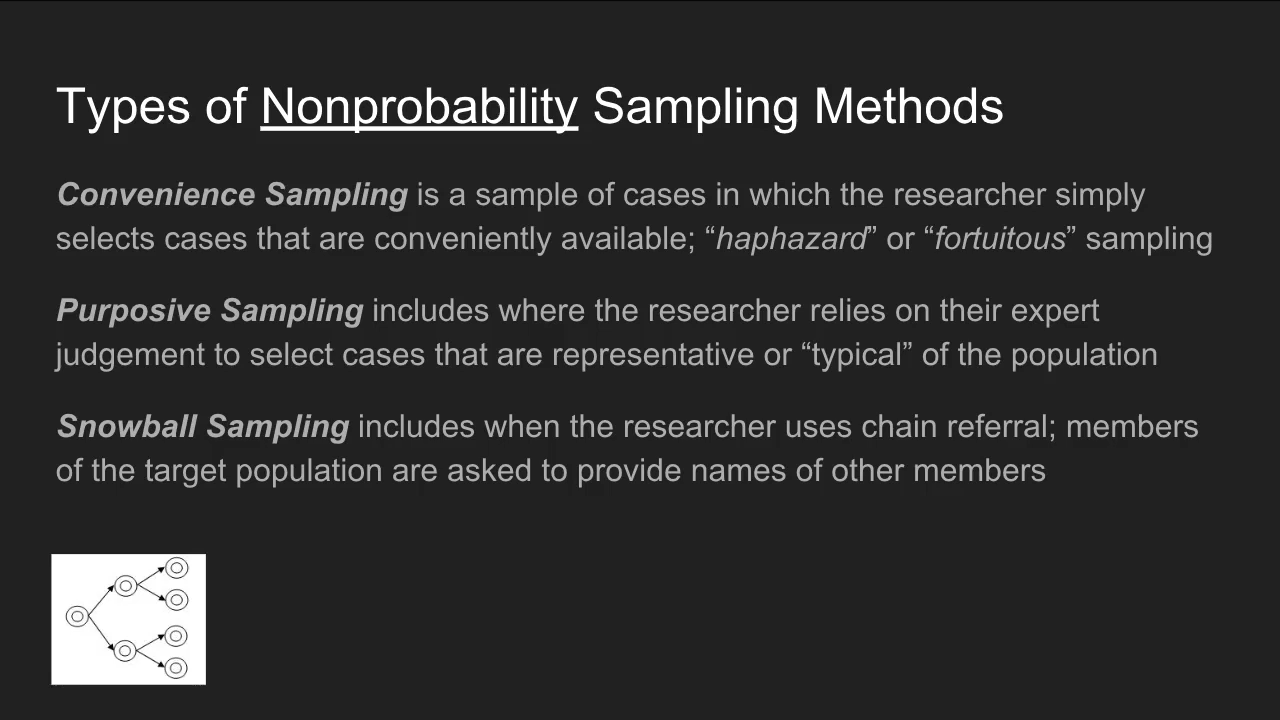 Types of Nonprobability Sampling Methods
Convenience Sampling is a sample of cases in which the researcher simply
selects cases that are conveniently available; “haphazard” or “fortuitous” sampling
Purposive Sampling includes where the researcher relies on their expert
judgement to select cases that are representative or “typical” of the population
Snowball Sampling includes when the researcher uses chain referral; members
of the target population are asked to provide names of other members